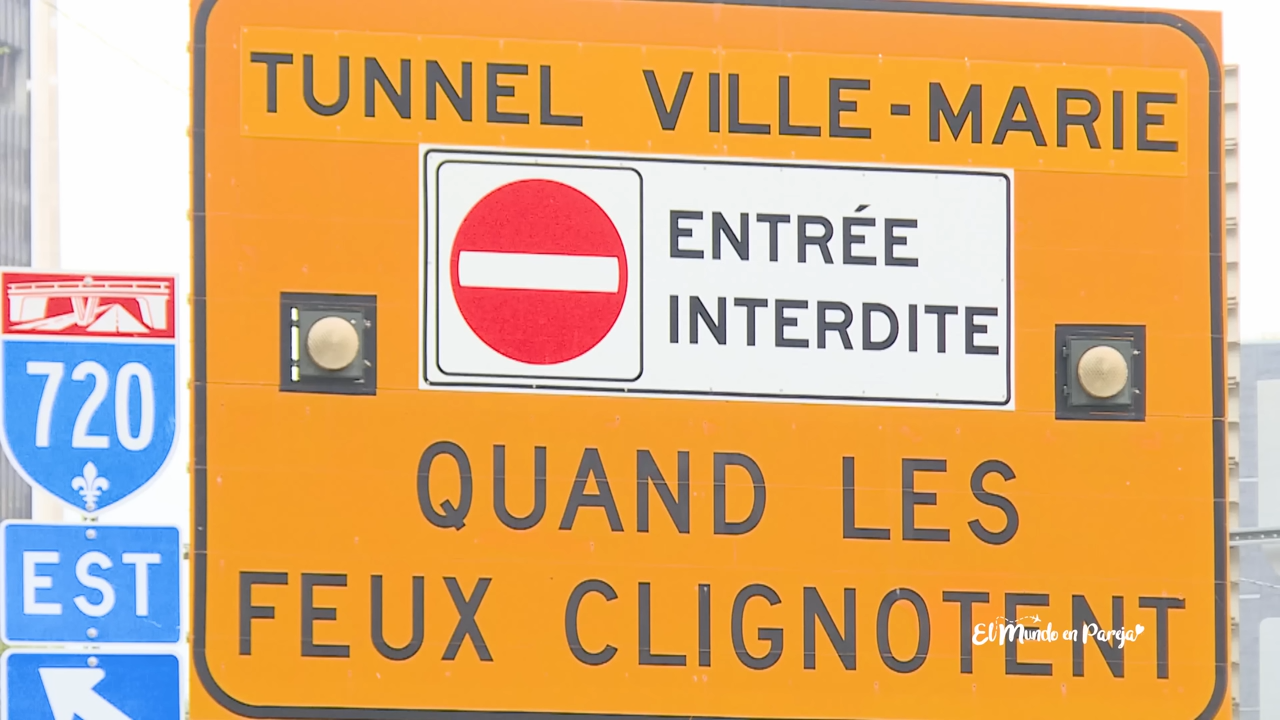 TUNNEL VILLE-MARIE
ENTRÉE
INTERDITE
QUAND LES
FEUX CLIGNOTENT
720
EST
El Mundo en Pareja